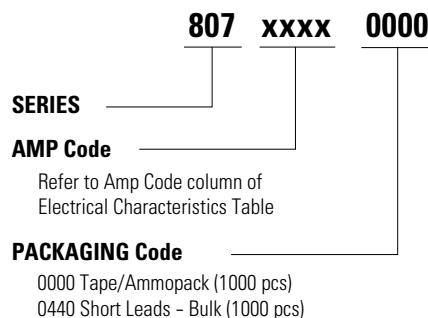 807 xxxx 0000
SERIES
AMP Code
Refer to Amp Code column of
Electrical Characteristics Table
PACKAGING Code
0000 Tape/Ammopack (1000 pcs)
0440 Short Leads - Bulk (1000 pcs)